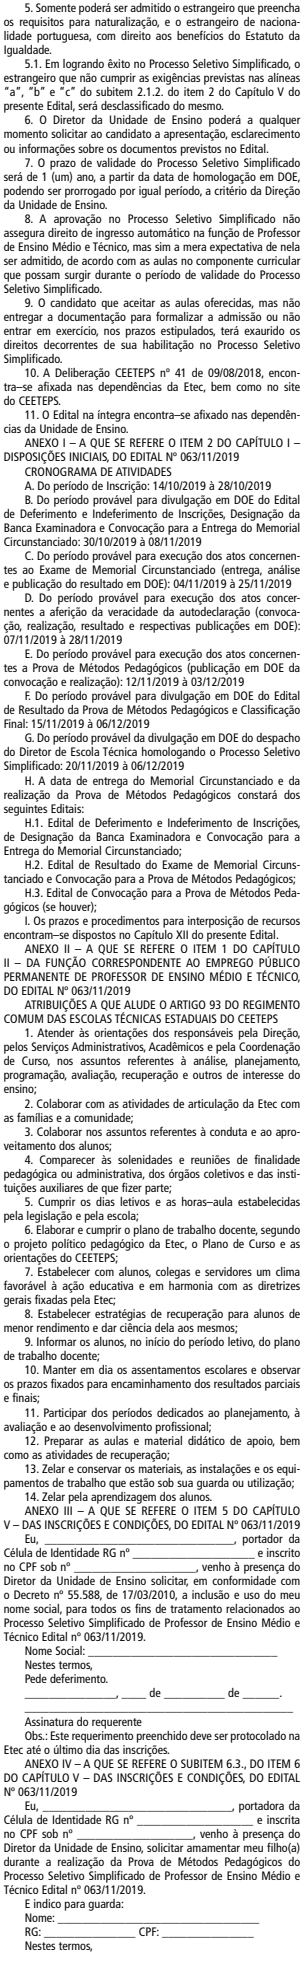 5. Somente poderá ser admitido o estrangeiro que preencha
os requisitos para naturalização, e o estrangeiro de naciona-
lidade portuguesa, com direito aos benefícios do Estatuto da
Igualdade.
5.1. Em logrando êxito no Processo Seletivo Simplificado, o
estrangeiro que não cumprir as exigências previstas nas alíneas
"a", "b" e "c" do subitem 2.1.2. do item 2 do Capítulo V do
presente Edital, será desclassificado do mesmo.
6. O Diretor da Unidade de Ensino poderá a qualquer
momento solicitar ao candidato a apresentação, esclarecimento
ou informações sobre os documentos previstos no Edital.
7. O prazo de validade do Processo Seletivo Simplificado
será de 1 (um) ano, a partir da data de homologação em DOE,
podendo ser prorrogado por igual período, a critério da Direção
da Unidade de Ensino.
8. A aprovação no Processo Seletivo Simplificado não
assegura direito de ingresso automático na função de Professor
de Ensino Médio e Técnico, mas sim a mera expectativa de nela
ser admitido, de acordo com as aulas no componente curricular
que possam surgir durante o período de validade do Processo
Seletivo Simplificado.
9. O candidato que aceitar as aulas oferecidas, mas não
entregar a documentação para formalizar a admissão ou não
entrar em exercício, nos prazos estipulados, terá exaurido os
direitos decorrentes de sua habilitação no Processo Seletivo
Simplificado.
10. A Deliberação CEETEPS nº 41 de 09/08/2018, encon-
tra–se afixada nas dependências da Etec, bem como no site
do CEETEPS.
11. O Edital na íntegra encontra–se afixado nas dependên-
cias da Unidade de Ensino.
ANEXO I – A QUE SE REFERE O ITEM 2 DO CAPÍTULO I –
DISPOSIÇÕES INICIAIS, DO EDITAL Nº 063/11/2019
CRONOGRAMA DE ATIVIDADES
A. Do período de Inscrição: 14/10/2019 à 28/10/2019
B. Do período provável para divulgação em DOE do Edital
de Deferimento e Indeferimento de Inscrições, Designação da
Banca Examinadora e Convocação para a Entrega do Memorial
Circunstanciado: 30/10/2019 à 08/11/2019
C. Do período provável para execução dos atos concernen-
tes ao Exame de Memorial Circunstanciado (entrega, análise
e publicação do resultado em DOE): 04/11/2019 à 25/11/2019
D. Do período provável para execução dos atos concer-
nentes a aferição da veracidade da autodeclaração (convoca-
ção, realização, resultado e respectivas publicações em DOE):
07/11/2019 à 28/11/2019
E. Do período provável para execução dos atos concernen-
tes a Prova de Métodos Pedagógicos (publicação em DOE da
convocação e realização): 12/11/2019 à 03/12/2019
F. Do período provável para divulgação em DOE do Edital
de Resultado da Prova de Métodos Pedagógicos e Classificação
Final: 15/11/2019 à 06/12/2019
G. Do período provável da divulgação em DOE do despacho
do Diretor de Escola Técnica homologando o Processo Seletivo
Simplificado: 20/11/2019 à 06/12/2019
H. A data de entrega do Memorial Circunstanciado e da
realização da Prova de Métodos Pedagógicos constará dos
seguintes Editais:
H.1. Edital de Deferimento e Indeferimento de Inscrições,
de Designação da Banca Examinadora e Convocação para a
Entrega do Memorial Circunstanciado;
H.2. Edital de Resultado do Exame de Memorial Circuns-
tanciado e Convocação para a Prova de Métodos Pedagógicos;
H.3. Edital de Convocação para a Prova de Métodos Peda-
gógicos (se houver);
I. Os prazos e procedimentos para interposição de recursos
encontram–se dispostos no Capítulo XII do presente Edital.
ANEXO II – A QUE SE REFERE O ITEM 1 DO CAPÍTULO
II – DA FUNÇÃO CORRESPONDENTE AO EMPREGO PÚBLICO
PERMANENTE DE PROFESSOR DE ENSINO MÉDIO E TÉCNICO,
DO EDITAL Nº 063/11/2019
ATRIBUIÇÕES A QUE ALUDE O ARTIGO 93 DO REGIMENTO
COMUM DAS ESCOLAS TÉCNICAS ESTADUAIS DO CEETEPS
1. Atender às orientações dos responsáveis pela Direção,
pelos Serviços Administrativos, Acadêmicos e pela Coordenação
de Curso, nos assuntos referentes à análise, planejamento,
programação, avaliação, recuperação e outros de interesse do
ensino;
2. Colaborar com as atividades de articulação da Etec com
as famílias e a comunidade;
3. Colaborar nos assuntos referentes à conduta e ao apro-
veitamento dos alunos;
4. Comparecer às solenidades e reuniões de finalidade
pedagógica ou administrativa, dos órgãos coletivos e das insti-
tuições auxiliares de que fizer parte;
5. Cumprir os dias letivos e as horas–aula estabelecidas
pela legislação e pela escola;
6. Elaborar e cumprir o plano de trabalho docente, segundo
o projeto político pedagógico da Etec, o Plano de Curso e as
orientações do CEETEPS;
7. Estabelecer com alunos, colegas e servidores um clima
favorável à ação educativa e em harmonia com as diretrizes
gerais fixadas pela Etec;
8. Estabelecer estratégias de recuperação para alunos de
menor rendimento e dar ciência dela aos mesmos;
9. Informar os alunos, no início do período letivo, do plano
de trabalho docente;
10. Manter em dia os assentamentos escolares e observar
os prazos fixados para encaminhamento dos resultados parciais
e finais;
11. Participar dos períodos dedicados ao planejamento, à
avaliação e ao desenvolvimento profissional;
12. Preparar as aulas e material didático de apoio, bem
como as atividades de recuperação;
13. Zelar e conservar os materiais, as instalações e os equi-
pamentos de trabalho que estão sob sua guarda ou utilização;
14. Zelar pela aprendizagem dos alunos.
ANEXO III – A QUE SE REFERE O ITEM 5 DO CAPÍTULO
V – DAS INSCRIÇÕES E CONDIÇÕES, DO EDITAL Nº 063/11/2019
Eu, ______________________________, portador da
Célula de Identidade RG nº ____________________ e inscrito
no CPF sob nº ____________________, venho à presença do
Diretor da Unidade de Ensino solicitar, em conformidade com
o Decreto nº 55.588, de 17/03/2010, a inclusão e uso do meu
nome social, para todos os fins de tratamento relacionados ao
Processo Seletivo Simplificado de Professor de Ensino Médio e
Técnico Edital nº 063/11/2019.
Nome Social: ______________________________
Nestes termos,
Pede deferimento.
_______________, ____ de __________ de ______.
____________________________________________
Assinatura do requerente
Obs.: Este requerimento preenchido deve ser protocolado na
Etec até o último dia das inscrições.
ANEXO IV – A QUE SE REFERE O SUBITEM 6.3., DO ITEM 6
DO CAPÍTULO V – DAS INSCRIÇÕES E CONDIÇÕES, DO EDITAL
Nº 063/11/2019
Eu, ______________________________, portadora da
Célula de Identidade RG nº ____________________ e inscrita
no CPF sob nº ____________________, venho à presença do
Diretor da Unidade de Ensino, solicitar amamentar meu filho(a)
durante a realização da Prova de Métodos Pedagógicos do
Processo Seletivo Simplificado de Professor de Ensino Médio e
Técnico Edital nº 063/11/2019.
E indico para guarda:
Nome: _________________________________
RG: _______________ CPF: _______________
Nestes termos,